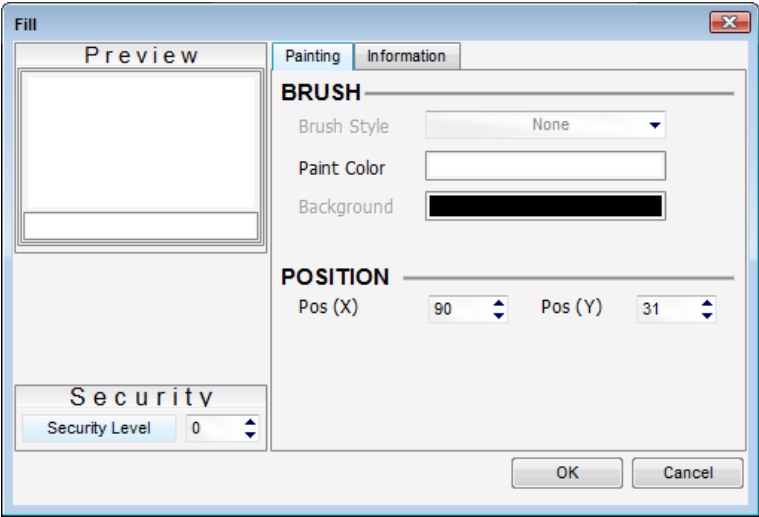 Fill
Preview
Painting Information
BRUSH
Brush Style None
Paint Color
Background
POSITION
Pos (X) 90 Pos (Y) 31
Security
Security Level 0
OK Cancel